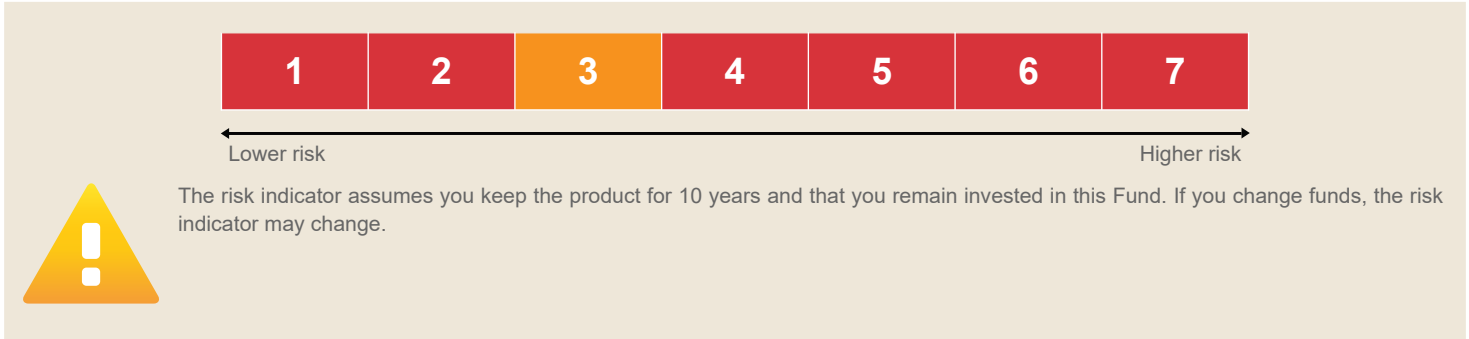 1 2 3 4 5 6 7
Lower risk Higher risk
The risk indicator assumes you keep the product for 10 years and that you remain invested in this Fund. If you change funds, the risk
indicator may change.